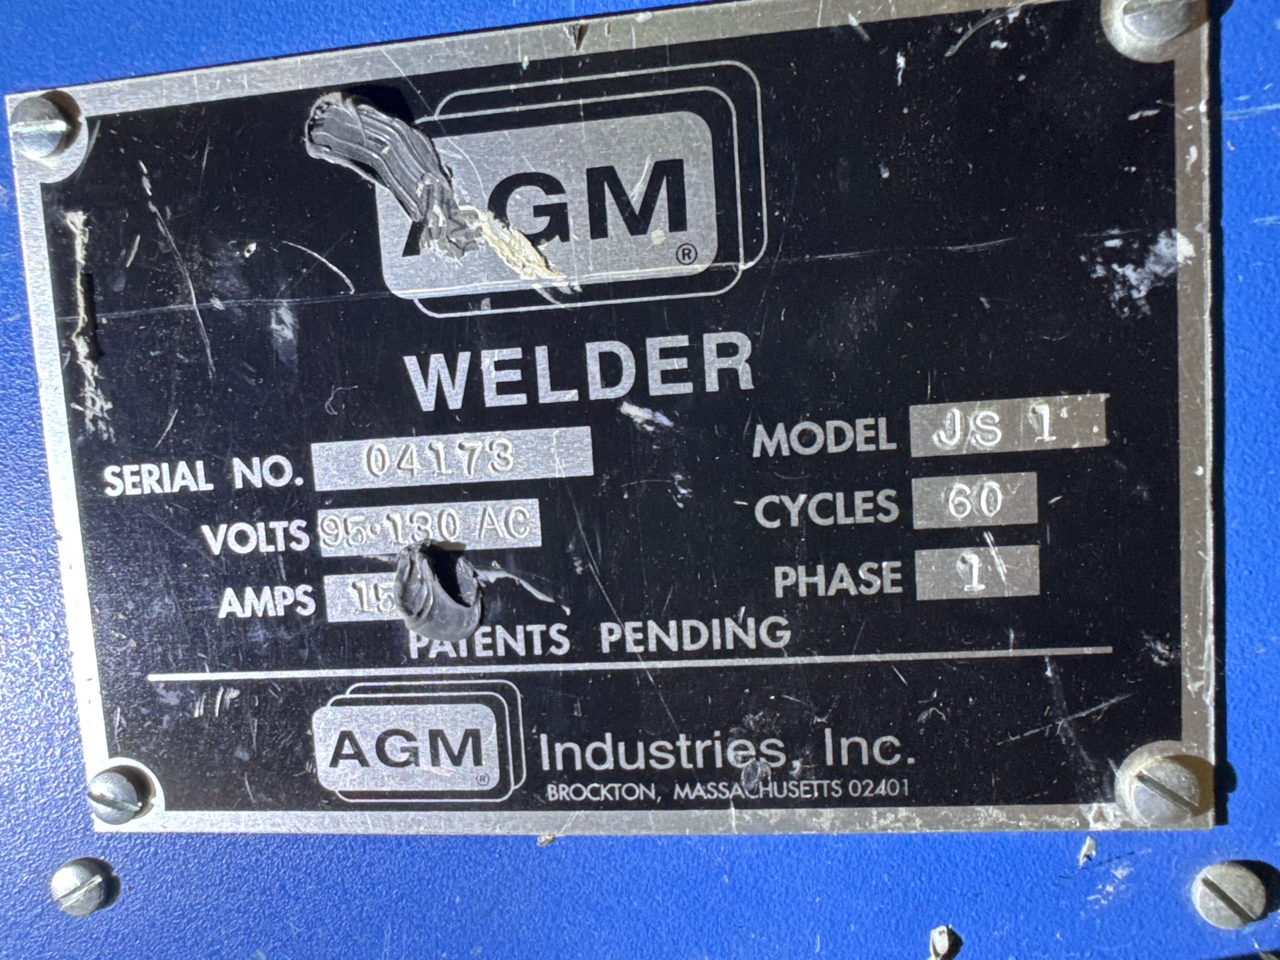 AGM®
WELDER
SERIAL NO. 04173
MODEL JS 1
VOLTS 95-130 AC
CYCLES 60
AMPS 15
PHASE 1
PATENTS PENDING
AGM® Industries, Inc.
BROCKTON, MASSACHUSETTS 02401